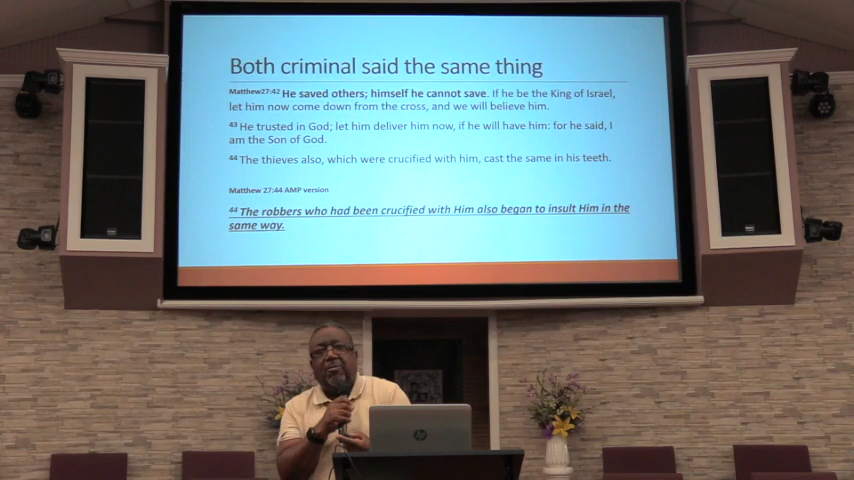 Both criminal said the same thing
Matthew27:42 He saved others; himself he cannot save. If he be the King of Israel,
let him now come down from the cross, and we will believe him.
43 He trusted in God; let him deliver him now, if he will have him: for he said, I
am the Son of God.
44 The thieves also, which were crucified with him, cast the same in his teeth.
Matthew 27:44 AMP version
44 The robbers who had been crucified with Him also began to insult Him in the
same way.
hp